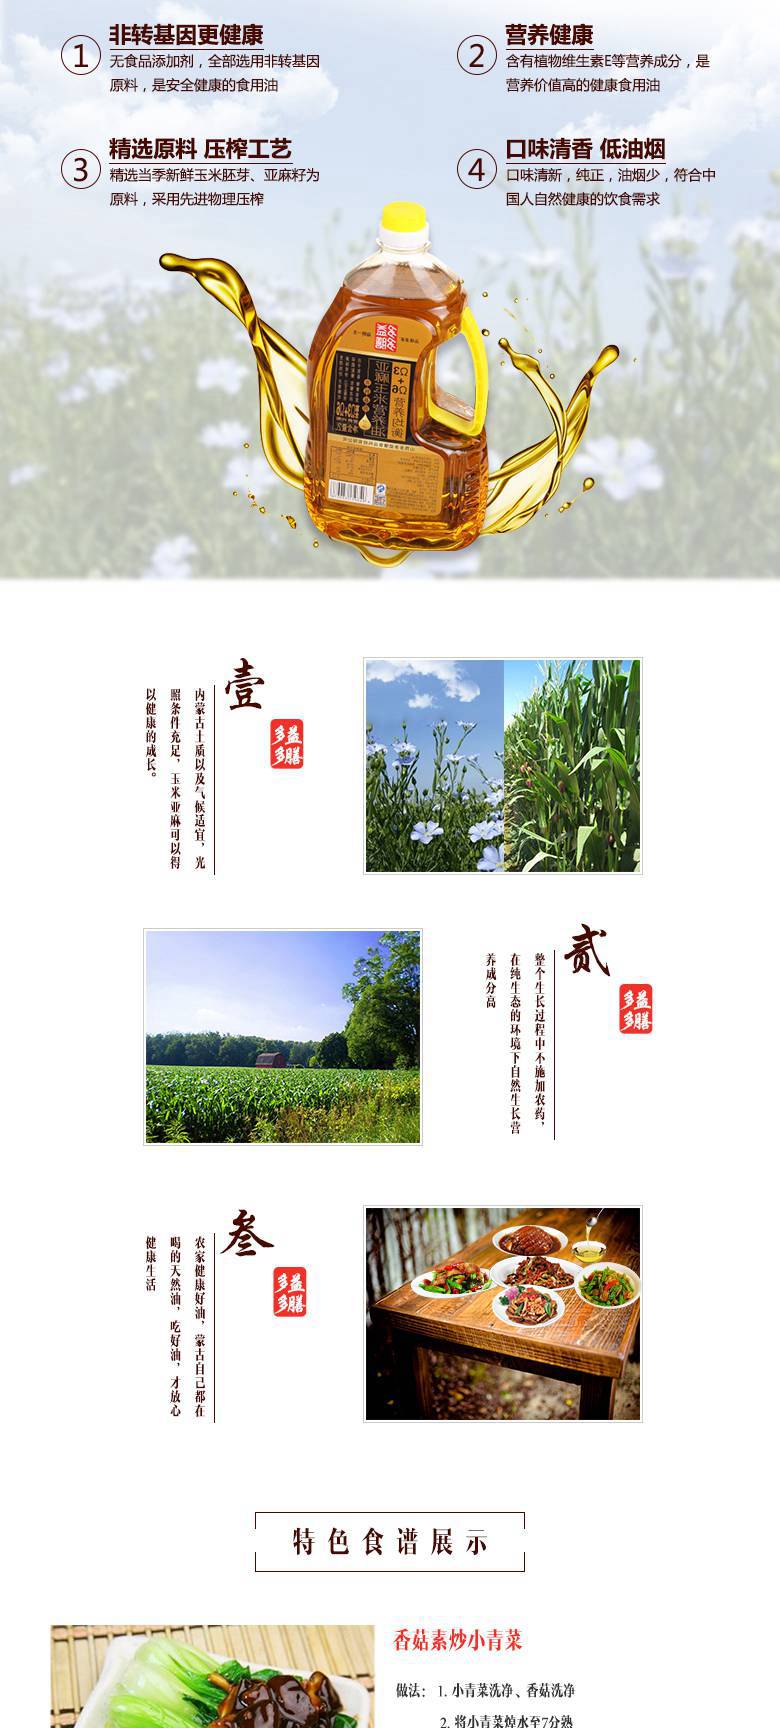 1
非转基因更健康
无食品添加剂，全部选用非转基因
原料，是安全健康的食用油
2
营养健康
含有植物维生素E等营养成分，是
营养价值高的健康食用油
3
精选原料 压榨工艺
精选当季新鲜玉米胚芽、亚麻籽为
原料，采用先进物理压榨
4
口味清香 低油烟
口味清新，纯正，油烟少，符合中
国人自然健康的饮食需求
益膳
多多
Ω3
+
Ω6
营养均衡
亚麻玉米营养油
壹
益膳
多多
内蒙古土质以及气候适宜，光
照条件充足，玉米亚麻可以得
以健康的成长。
贰
益膳
多多
整个生长过程中不施加农药，
在纯生态的环境下自然生长营
养成分高
叁
益膳
多多
农家健康好油，蒙古自己都在
喝的天然油，吃好油，才放心
健康生活
特色食谱展示
香菇素炒小青菜
做法： 1. 小青菜洗净、香菇洗净
2. 将小青菜焯水至7分熟